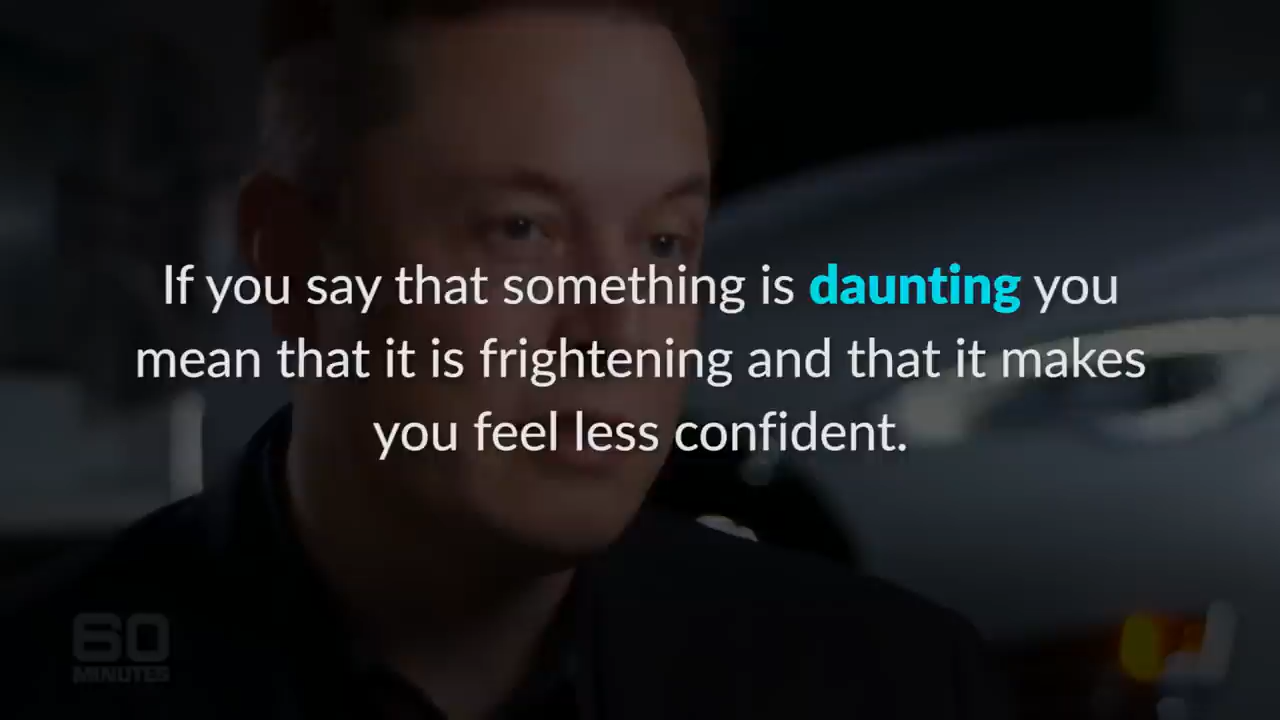 If you say that something is daunting you
mean that it is frightening and that it makes
you feel less confident.
60
MINUTES